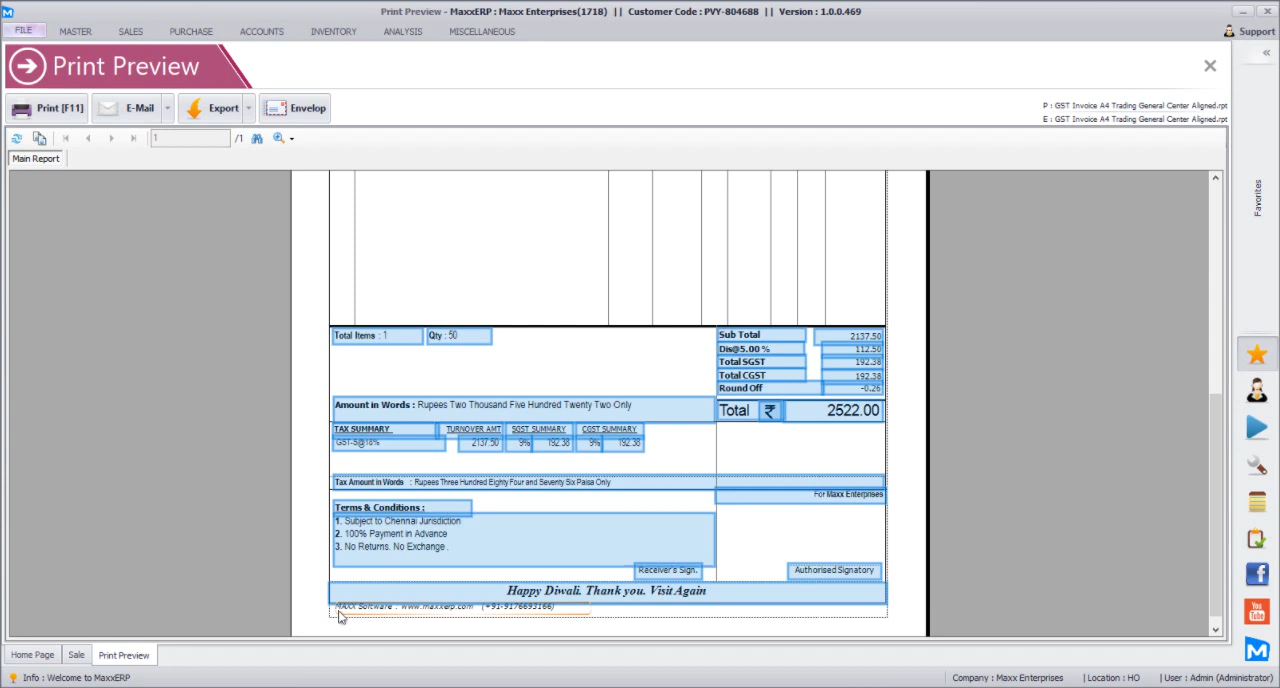 Print Preview - MaxxERP : Maxx Enterprises(1718) || Customer Code : PVY-804688 || Version : 1.0.0.469
FILE MASTER SALES PURCHASE ACCOUNTS INVENTORY ANALYSIS MISCELLANEOUS Support
Print Preview
Print [F11] E-Mail Export Envelop
P : GST Invoice A4 Trading General Center Aligned.rpt
E : GST Invoice A4 Trading General Center Aligned.rpt
1 /1
Main Report
Favorites
Total Items : 1 Qty : 50 Sub Total 2137.50
Dis@5.00 % 112.50
Total SGST 192.38
Total CGST 192.38
Round Off -0.26
Amount in Words : Rupees Two Thousand Five Hundred Twenty Two Only
Total ₹ 2522.00
TAX SUMMARY TURNOVER AMT SGST SUMMARY CGST SUMMARY
GST-S@18% 2137.50 9% 192.38 9% 192.38
Tax Amount in Words : Rupees Three Hundred Eighty Four and Seventy Six Paisa Only
For Maxx Enterprises
Terms & Conditions :
1. Subject to Chennai Jurisdiction
2. 100% Payment in Advance
3. No Returns. No Exchange .
Receiver's Sign. Authorised Signatory
Happy Diwali. Thank you. Visit Again
MAXX Software : www.maxxerp.com (+91-9176693166)
You
Tube
Home Page Sale Print Preview
Info : Welcome to MaxxERP Company : Maxx Enterprises | Location : HO | User : Admin (Administrator)